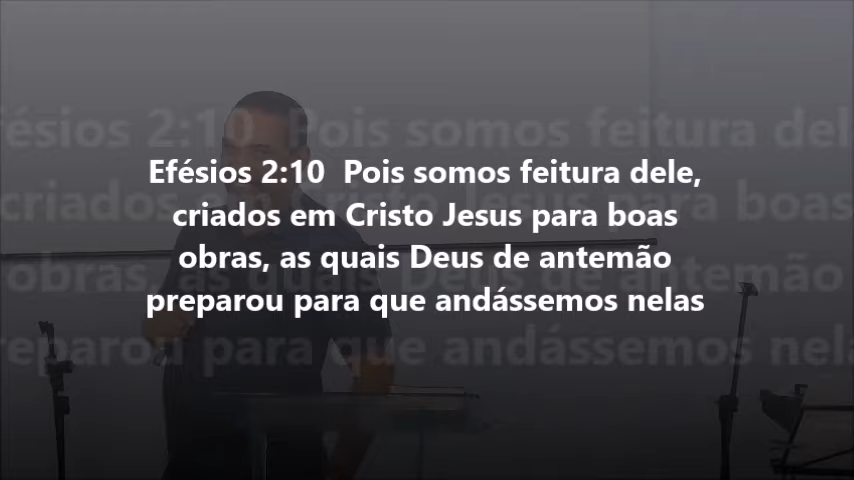 Efésios 2:10  Pois somos feitura dele,
criados em Cristo Jesus para boas
obras, as quais Deus de antemão
preparou para que andássemos nelas